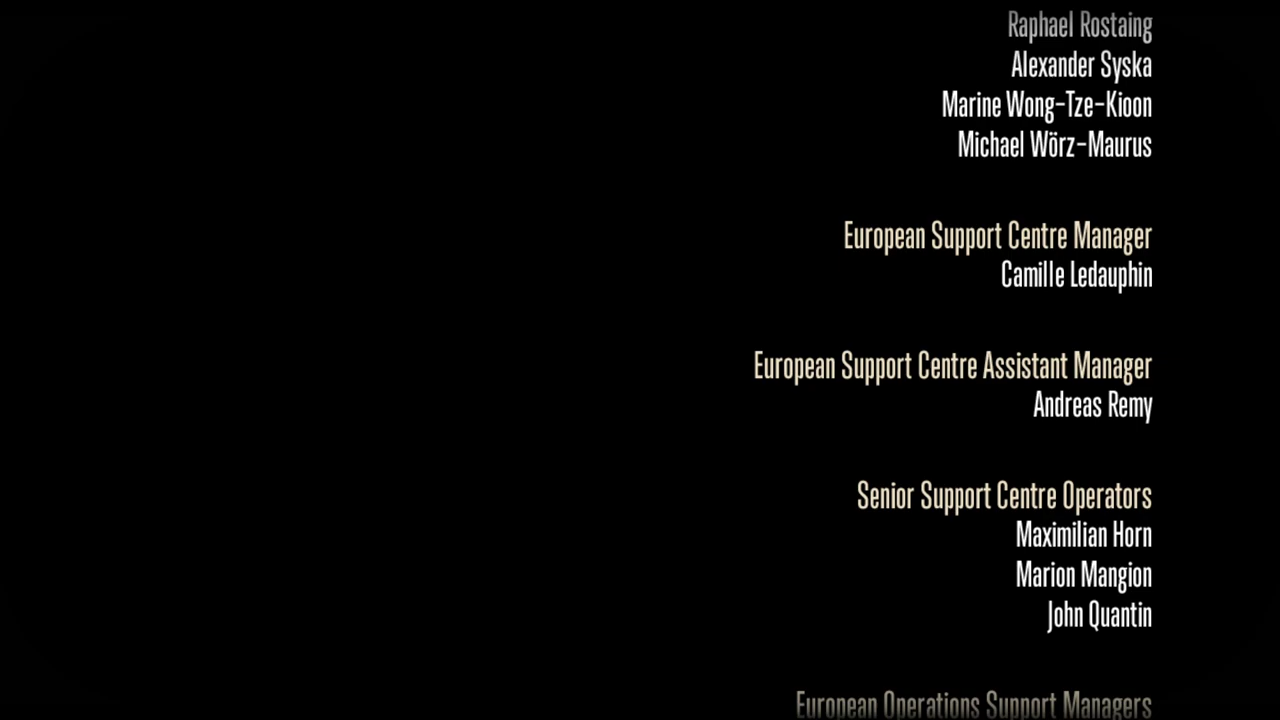 Raphael Rostaing
Alexander Syska
Marine Wong-Tze-Kioon
Michael Wörz-Maurus
European Support Centre Manager
Camille Ledauphin
European Support Centre Assistant Manager
Andreas Remy
Senior Support Centre Operators
Maximilian Horn
Marion Mangion
John Quantin
European Operations Support Managers